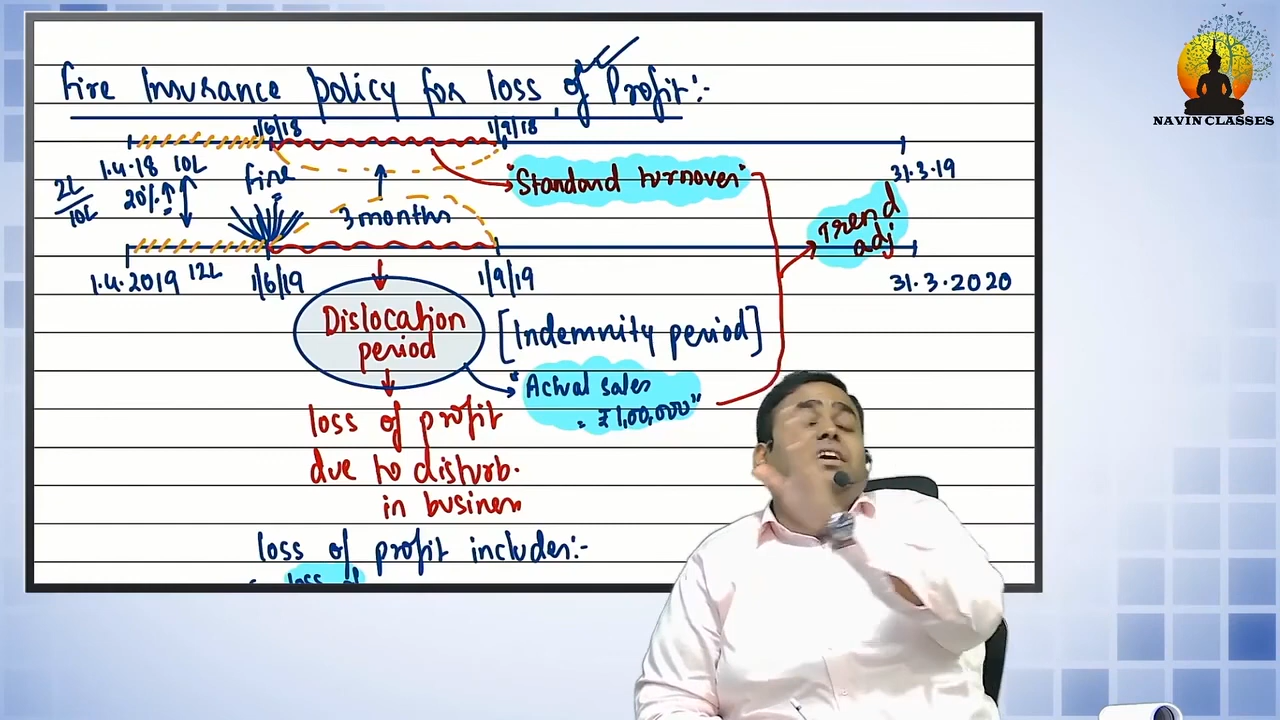 Fire Insurance policy for loss of Profit:-
1/6/18 1/9/18
1.4.18 10L 31.3.19
2L/10L 20%↑ fire "Standard turnover"
3 months Trend adj
1.4.2019 12L 1/6/19 1/9/19 31.3.2020
Dislocation period [Indemnity period]
"Actual sales
= ₹1,00,000"
loss of profit
due to disturb.
in business
loss of profit includes:-
loss of
NAVIN CLASSES